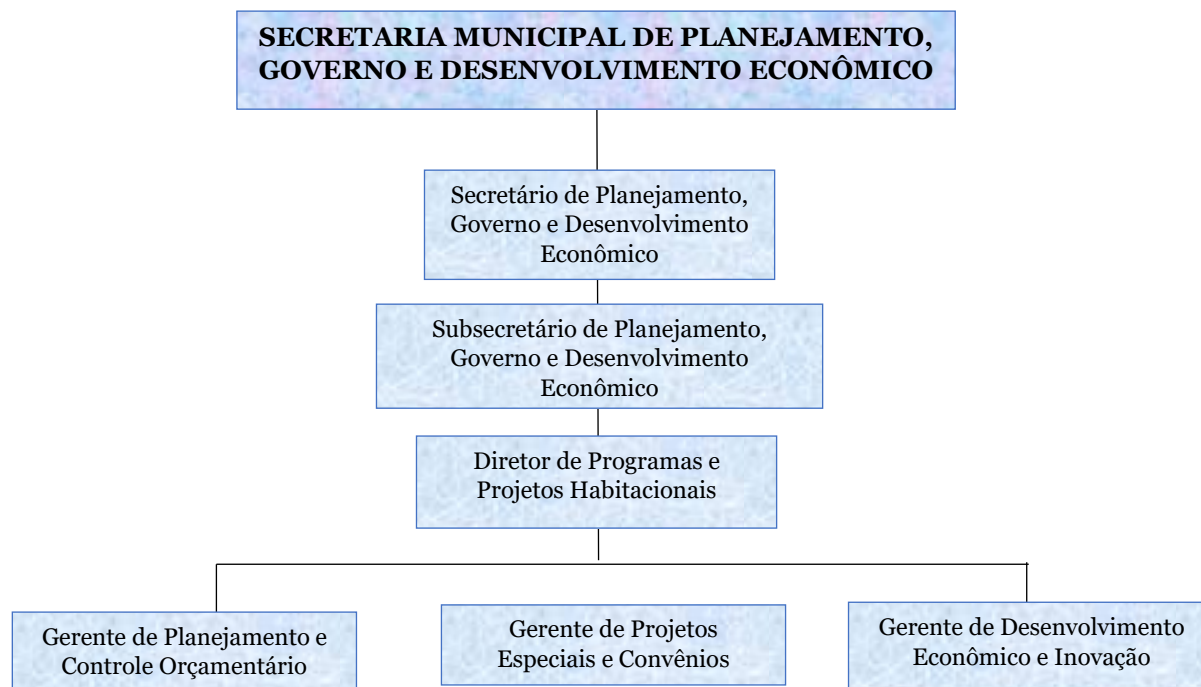 SECRETARIA MUNICIPAL DE PLANEJAMENTO,
GOVERNO E DESENVOLVIMENTO ECONÔMICO
Secretário de Planejamento,
Governo e Desenvolvimento
Econômico
Subsecretário de Planejamento,
Governo e Desenvolvimento
Econômico
Diretor de Programas e
Projetos Habitacionais
Gerente de Planejamento e
Controle Orçamentário
Gerente de Projetos
Especiais e Convênios
Gerente de Desenvolvimento
Econômico e Inovação